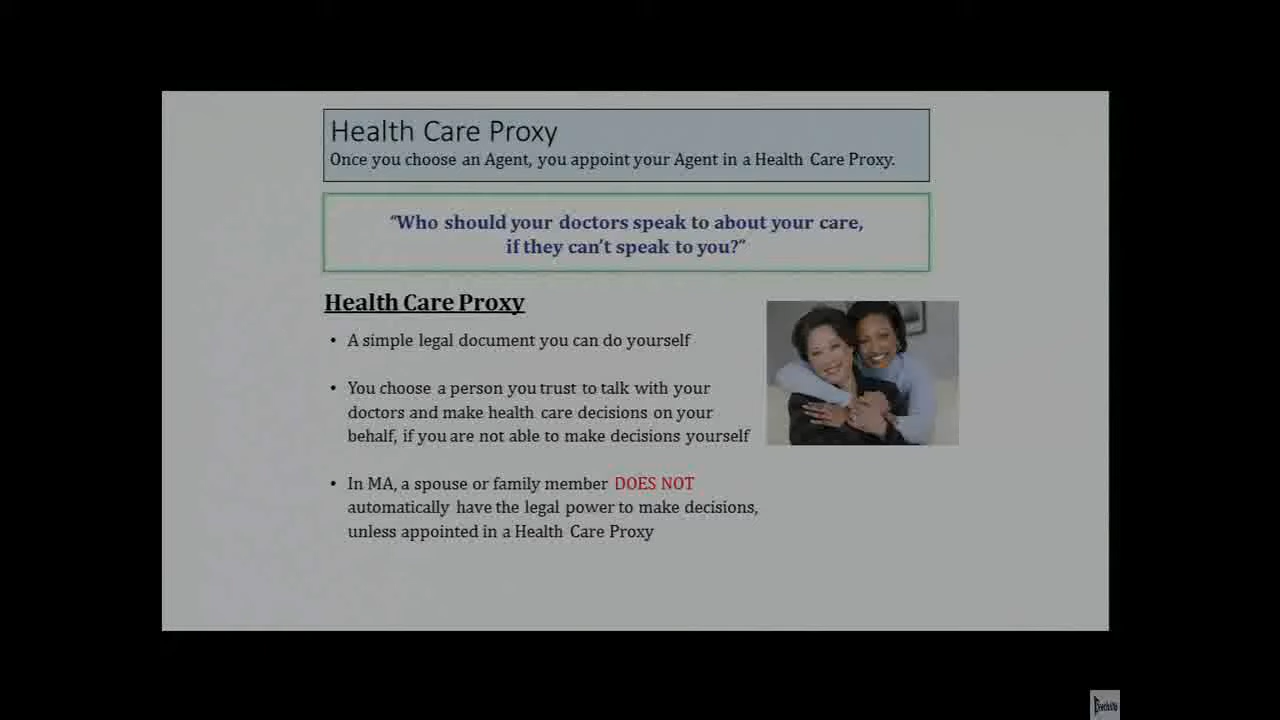 Health Care Proxy
Once you choose an Agent, you appoint your Agent in a Health Care Proxy.
“Who should your doctors speak to about your care,
if they can’t speak to you?”
Health Care Proxy
• A simple legal document you can do yourself
• You choose a person you trust to talk with your
doctors and make health care decisions on your
behalf, if you are not able to make decisions yourself
• In MA, a spouse or family member DOES NOT
automatically have the legal power to make decisions,
unless appointed in a Health Care Proxy